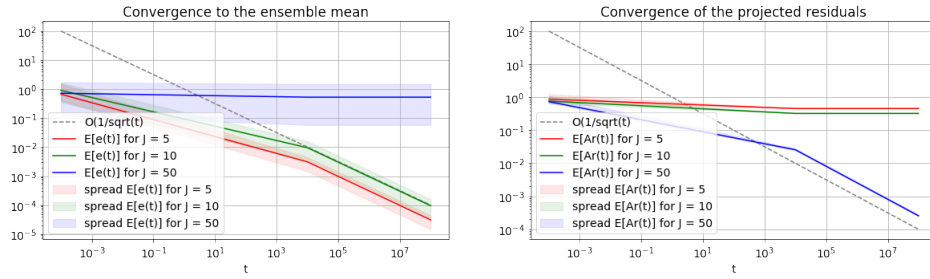 Convergence to the ensemble mean
10^2
10^1
10^0
10^-1
10^-2
10^-3
10^-4
10^-5
O(1/sqrt(t)
E[e(t)] for J = 5
E[e(t)] for J = 10
E[e(t)] for J = 50
spread E[e(t)] for J = 5
spread E[e(t)] for J = 10
spread E[e(t)] for J = 50
10^-3
10^-1
10^1
10^3
10^5
10^7
t
Convergence of the projected residuals
10^2
10^1
10^0
10^-1
10^-2
10^-3
10^-4
O(1/sqrt(t)
E[Ar(t)] for J = 5
E[Ar(t)] for J = 10
E[Ar(t)] for J = 50
spread E[Ar(t)] for J = 5
spread E[Ar(t)] for J = 10
spread E[Ar(t)] for J = 50
10^-3
10^-1
10^1
10^3
10^5
10^7
t